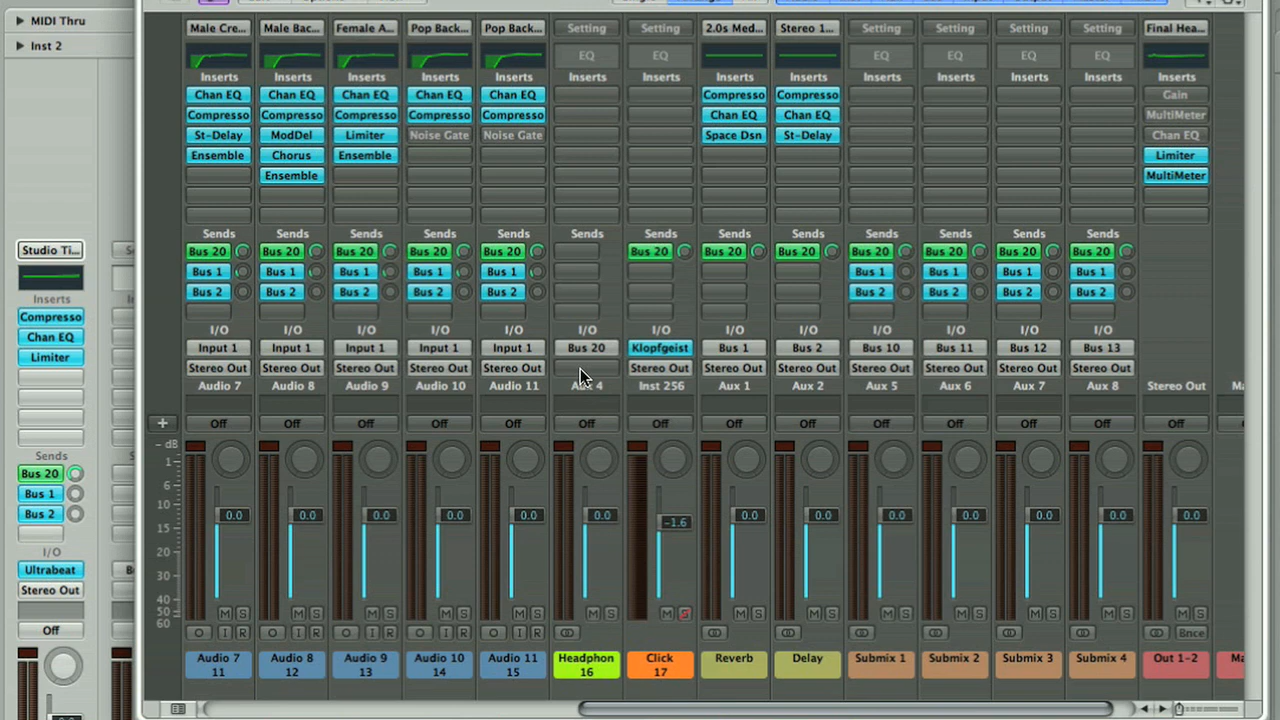 MIDI Thru
Inst 2
Male Cre... Male Bac... Female A... Pop Back... Pop Back... Setting Setting 2.0s Med... Stereo 1... Setting Setting Setting Setting Final Hea...
EQ EQ EQ EQ EQ EQ
Inserts Inserts Inserts Inserts Inserts Inserts Inserts Inserts Inserts Inserts Inserts Inserts Inserts Inserts
Chan EQ Chan EQ Chan EQ Chan EQ Chan EQ Compresso Compresso Gain
Compresso Compresso Compresso Compresso Compresso Chan EQ Chan EQ MultiMeter
St-Delay ModDel Limiter Noise Gate Noise Gate Space Dsn St-Delay Chan EQ
Ensemble Chorus Ensemble Limiter
Ensemble MultiMeter
Sends Sends Sends Sends Sends Sends Sends Sends Sends Sends Sends Sends Sends
Bus 20 Bus 20 Bus 20 Bus 20 Bus 20 Bus 20 Bus 20 Bus 20 Bus 20 Bus 20 Bus 20 Bus 20
Bus 1 Bus 1 Bus 1 Bus 1 Bus 1 Bus 1 Bus 1 Bus 1 Bus 1
Bus 2 Bus 2 Bus 2 Bus 2 Bus 2 Bus 2 Bus 2 Bus 2 Bus 2
I/O I/O I/O I/O I/O I/O I/O I/O I/O I/O I/O I/O I/O
Input 1 Input 1 Input 1 Input 1 Input 1 Bus 20 Klopfgeist Bus 1 Bus 2 Bus 10 Bus 11 Bus 12 Bus 13
Stereo Out Stereo Out Stereo Out Stereo Out Stereo Out Stereo Out Stereo Out Stereo Out Stereo Out Stereo Out Stereo Out Stereo Out
Audio 7 Audio 8 Audio 9 Audio 10 Audio 11 Aux 4 Inst 256 Aux 1 Aux 2 Aux 5 Aux 6 Aux 7 Aux 8 Stereo Out
+ Off Off Off Off Off Off Off Off Off Off Off Off Off Off
dB
1
6
10
15
20
30
40
50
60
0.0 0.0 0.0 0.0 0.0 0.0 -1.6 0.0 0.0 0.0 0.0 0.0 0.0 0.0
M S M S M S M S M S M S M S M S M S M S M S M S M S M S
I R I R I R I R I R Bnce
Audio 7 Audio 8 Audio 9 Audio 10 Audio 11 Headphon Click Reverb Delay Submix 1 Submix 2 Submix 3 Submix 4 Out 1-2
11 12 13 14 15 16 17
Studio Ti...
Inserts
Compresso
Chan EQ
Limiter
Sends
Bus 20
Bus 1
Bus 2
I/O
Ultrabeat
Stereo Out
Off